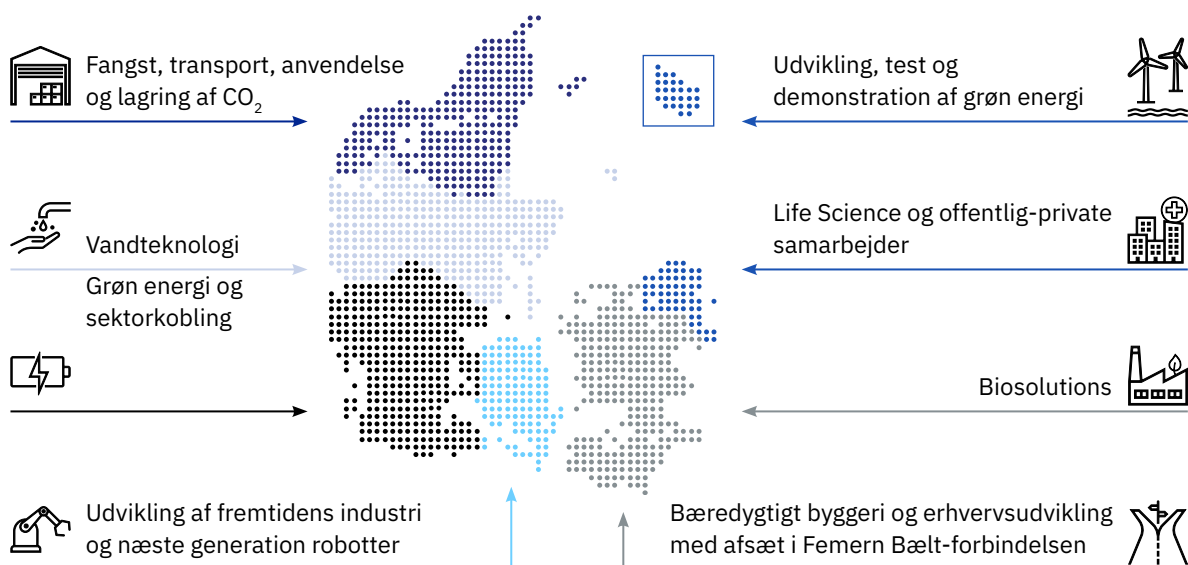 Fangst, transport, anvendelse
og lagring af CO₂
Vandteknologi
Grøn energi og
sektorkobling
Udvikling af fremtidens industri
og næste generation robotter
Udvikling, test og
demonstration af grøn energi
Life Science og offentlig-private
samarbejder
Biosolutions
Bæredygtigt byggeri og erhvervsudvikling
med afsæt i Femern Bælt-forbindelsen